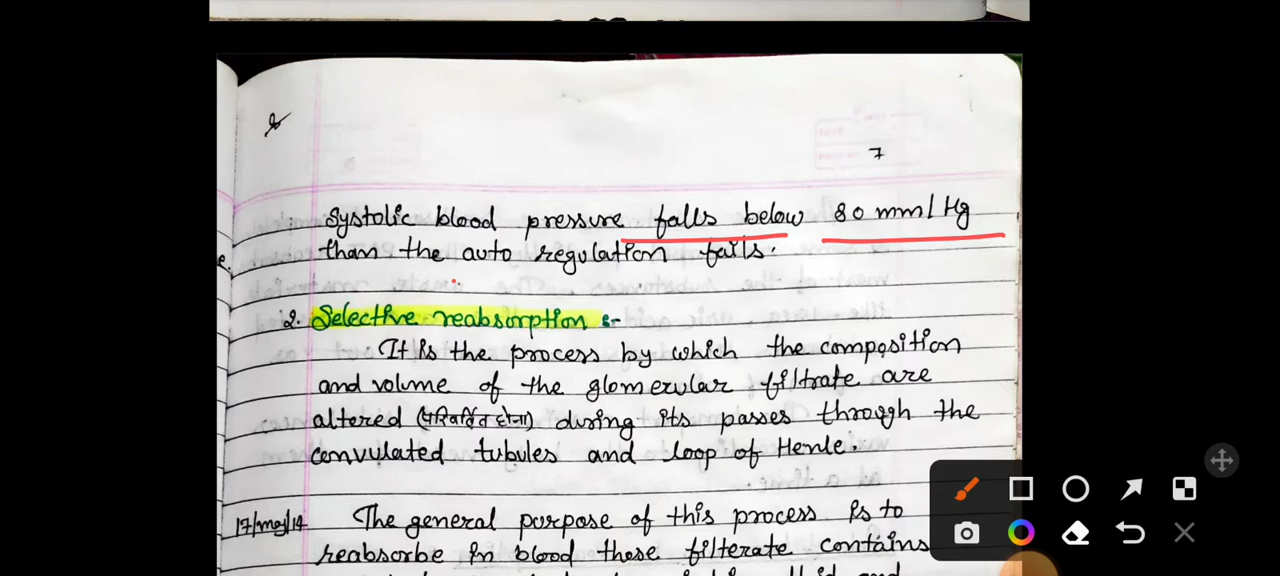 7
Systolic blood pressure falls below 80 mm/Hg
than the auto regulation fails.
e.
2. Selective reabsorption :-
It is the process by which the composition
and volume of the glomerular filtrate are
altered (परिवर्तित होना) during its passes through the
convulated tubules and loop of Henle.
17/may/14 The general purpose of this process is to
reabsorbe in blood these filterate contains
and